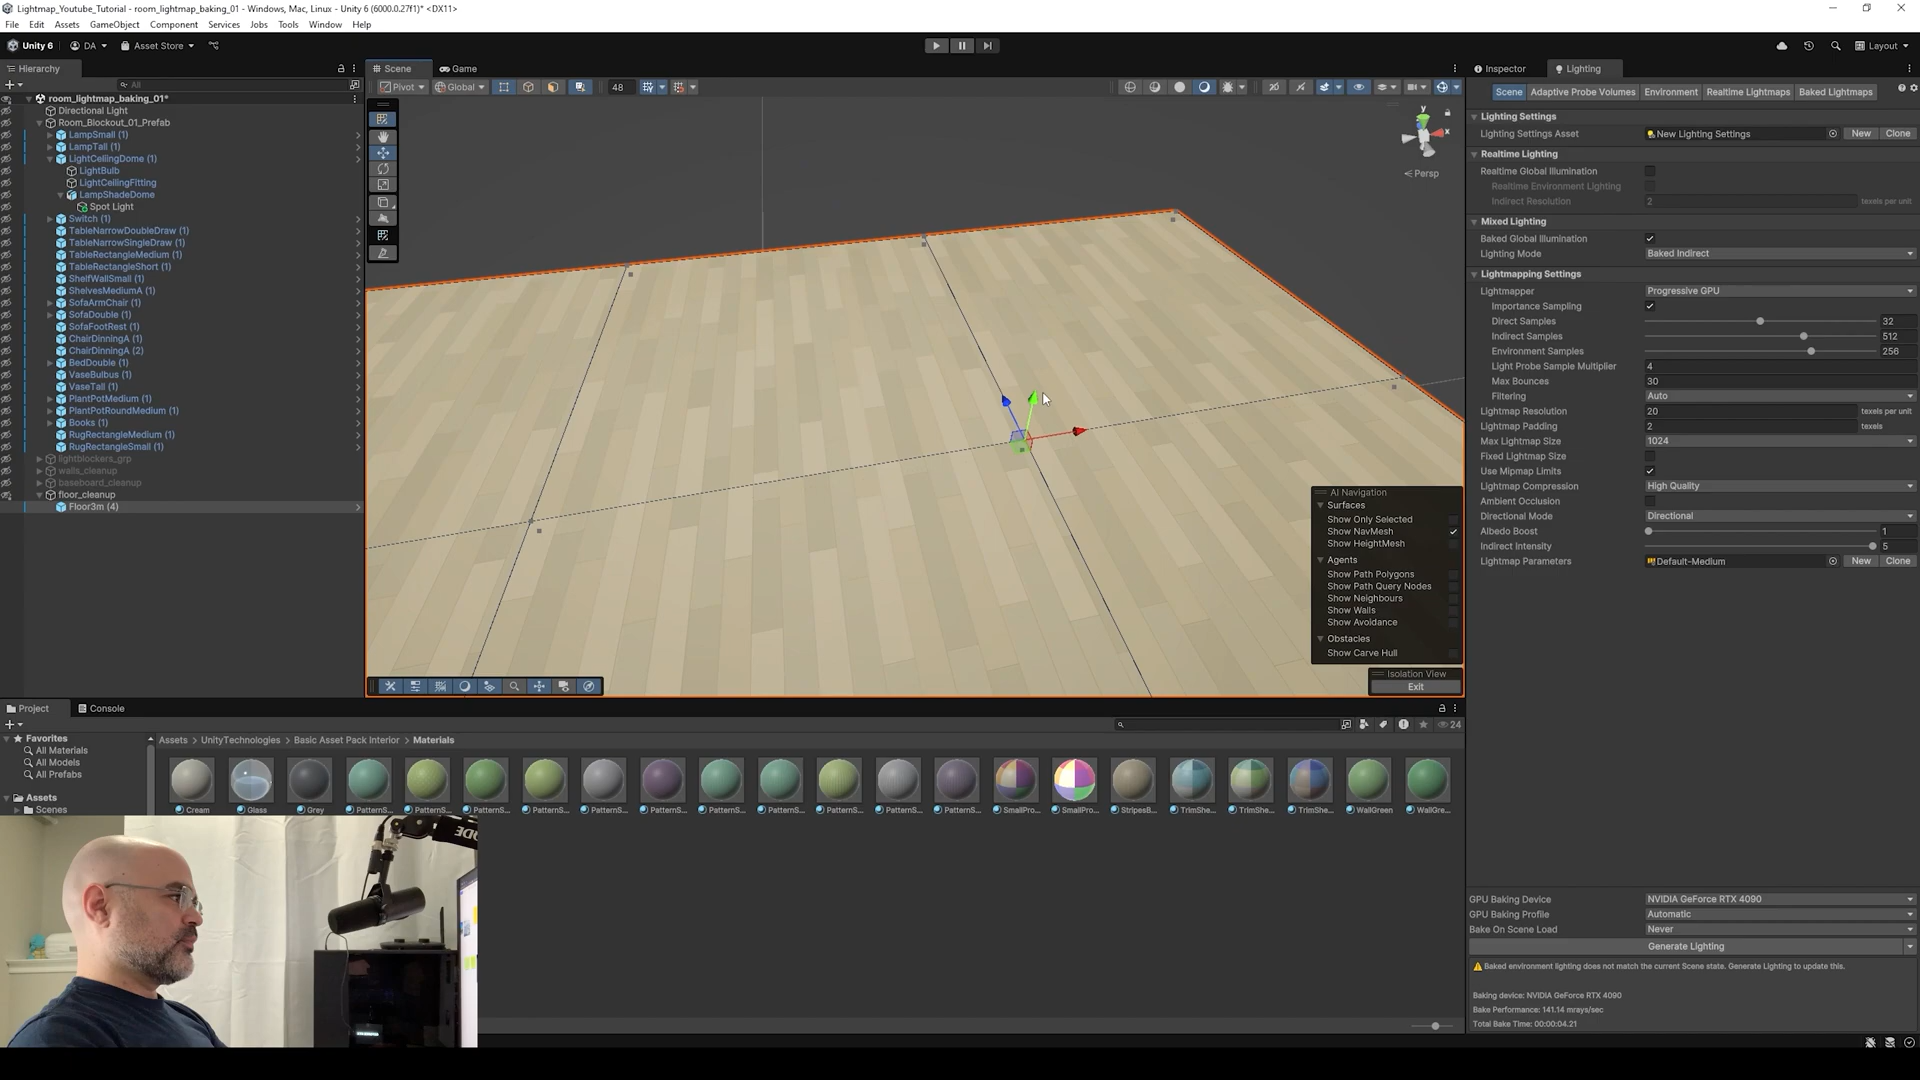 Lightmap_Youtube_Tutorial - room_lightmap_baking_01 - Windows, Mac, Linux - Unity 6 (6000.0.27f1)* <DX11>
File Edit Assets GameObject Component Services Jobs Tools Window Help
Unity 6 DA Asset Store Layout
Hierarchy
All
room_lightmap_baking_01*
Directional Light
Room_Blockout_01_Prefab
LampSmall (1)
LampTall (1)
LightCeilingDome (1)
LightBulb
LightCeilingFitting
LampShadeDome
Spot Light
Switch (1)
TableNarrowDoubleDraw (1)
TableNarrowSingleDraw (1)
TableRectangleMedium (1)
TableRectangleShort (1)
ShelfWallSmall (1)
ShelvesMediumA (1)
SofaArmChair (1)
SofaDouble (1)
SofaFootRest (1)
ChairDinningA (1)
ChairDinningA (2)
BedDouble (1)
VaseBulbus (1)
VaseTall (1)
PlantPotMedium (1)
PlantPotRoundMedium (1)
Books (1)
RugRectangleMedium (1)
RugRectangleSmall (1)
lightblockers_grp
walls_cleanup
baseboard_cleanup
floor_cleanup
Floor3m (4)
Scene Game
Pivot Global 48
y
x
Persp
AI Navigation
Surfaces
Show Only Selected
Show NavMesh
Show HeightMesh
Agents
Show Path Polygons
Show Path Query Nodes
Show Neighbours
Show Walls
Show Avoidance
Obstacles
Show Carve Hull
Isolation View
Exit
Inspector Lighting
Scene Adaptive Probe Volumes Environment Realtime Lightmaps Baked Lightmaps
Lighting Settings
Lighting Settings Asset New Lighting Settings New Clone
Realtime Lighting
Realtime Global Illumination
Realtime Environment Lighting
Indirect Resolution 2 texels per unit
Mixed Lighting
Baked Global Illumination
Lighting Mode Baked Indirect
Lightmapping Settings
Lightmapper Progressive GPU
Importance Sampling
Direct Samples 32
Indirect Samples 512
Environment Samples 256
Light Probe Sample Multiplier 4
Max Bounces 30
Filtering Auto
Lightmap Resolution 20 texels per unit
Lightmap Padding 2 texels
Max Lightmap Size 1024
Fixed Lightmap Size
Use Mipmap Limits
Lightmap Compression High Quality
Ambient Occlusion
Directional Mode Directional
Albedo Boost 1
Indirect Intensity 5
Lightmap Parameters Default-Medium New Clone
GPU Baking Device NVIDIA GeForce RTX 4090
GPU Baking Profile Automatic
Bake On Scene Load Never
Generate Lighting
Baked environment lighting does not match the current Scene state. Generate Lighting to update this.
Baking device: NVIDIA GeForce RTX 4090
Bake Performance: 141.14 mrays/sec
Total Bake Time: 00:00:04.21
Project Console
24
Favorites
All Materials
All Models
All Prefabs
Assets
Scenes
Assets > UnityTechnologies > Basic Asset Pack Interior > Materials
Cream Glass Grey PatternS... PatternS... PatternS... PatternS... PatternS... PatternS... PatternS... PatternS... PatternS... PatternS... PatternS... SmallPro... SmallPro... StripesB... TrimShe... TrimShe... TrimShe... WallGreen WallGre...